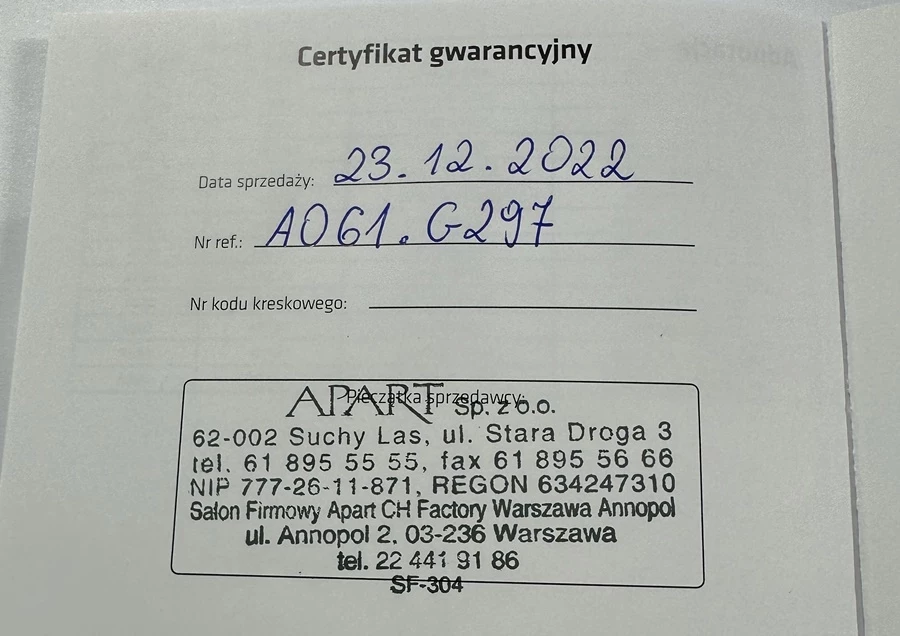 Certyfikat gwarancyjny
Data sprzedaży: 23.12.2022
Nr ref.: A061.G297
Nr kodu kreskowego:
Pieczątka sprzedawcy:
APART Sp. z o.o.
62-002 Suchy Las, ul. Stara Droga 3
tel. 61 895 55 55, fax 61 895 56 66
NIP 777-26-11-871, REGON 634247310
Salon Firmowy Apart CH Factory Warszawa Annopol
ul. Annopol 2, 03-236 Warszawa
tel. 22 441 91 86
SF-304